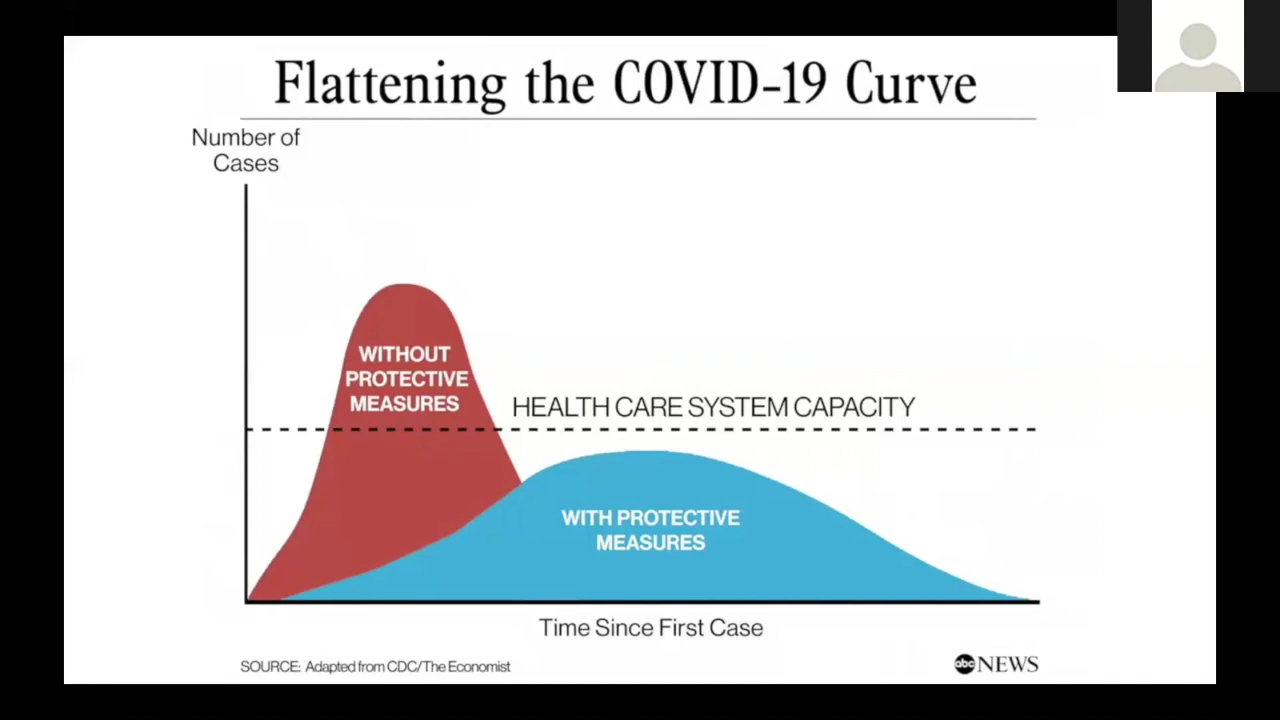 Flattening the COVID-19 Curve
Number of
Cases
WITHOUT
PROTECTIVE
MEASURES
HEALTH CARE SYSTEM CAPACITY
WITH PROTECTIVE
MEASURES
Time Since First Case
SOURCE: Adapted from CDC/The Economist
abc NEWS